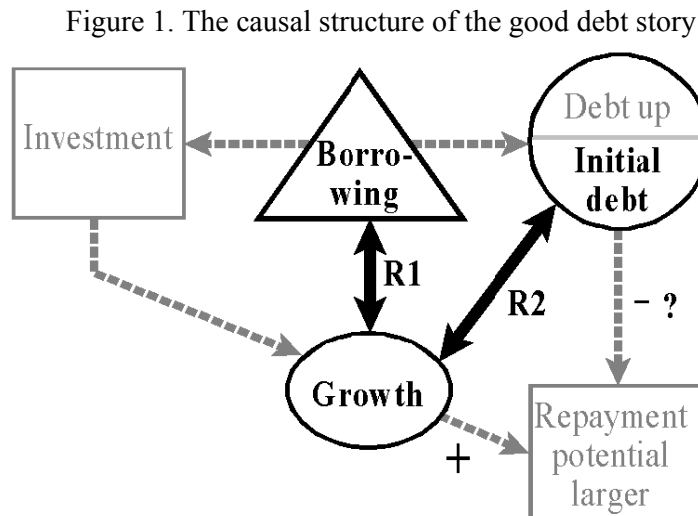 Figure 1. The causal structure of the good debt story
Investment
Borro-
wing
Debt up
Initial
debt
R1
R2
- ?
Growth
+
Repayment
potential
larger